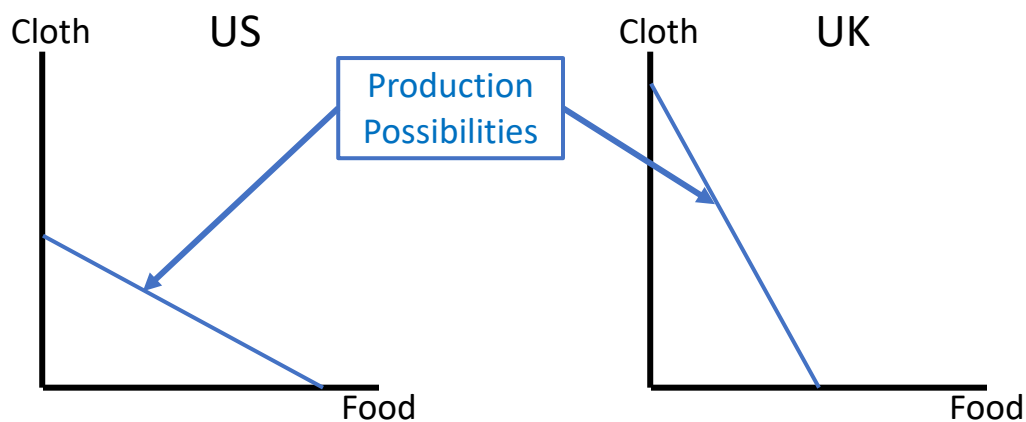 Cloth
US
Production
Possibilities
Food
Cloth
UK
Food